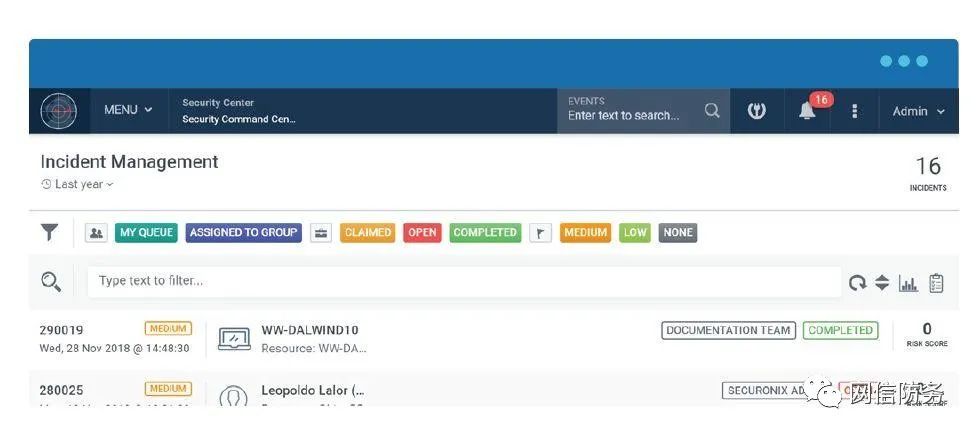 MENU
Security Center
Security Command Cen...
EVENTS
Enter text to search...
16
Admin
Incident Management
Last year
16
INCIDENTS
MY QUEUE ASSIGNED TO GROUP CLAIMED OPEN COMPLETED MEDIUM LOW NONE
Type text to filter...
290019 MEDIUM WW-DALWIND10 DOCUMENTATION TEAM COMPLETED 0
Wed, 28 Nov 2018 @ 14:48:30 Resource: WW-DA... RISK SCORE
280025 MEDIUM Leopoldo Lalor (... SECURONIX AD
网信防务